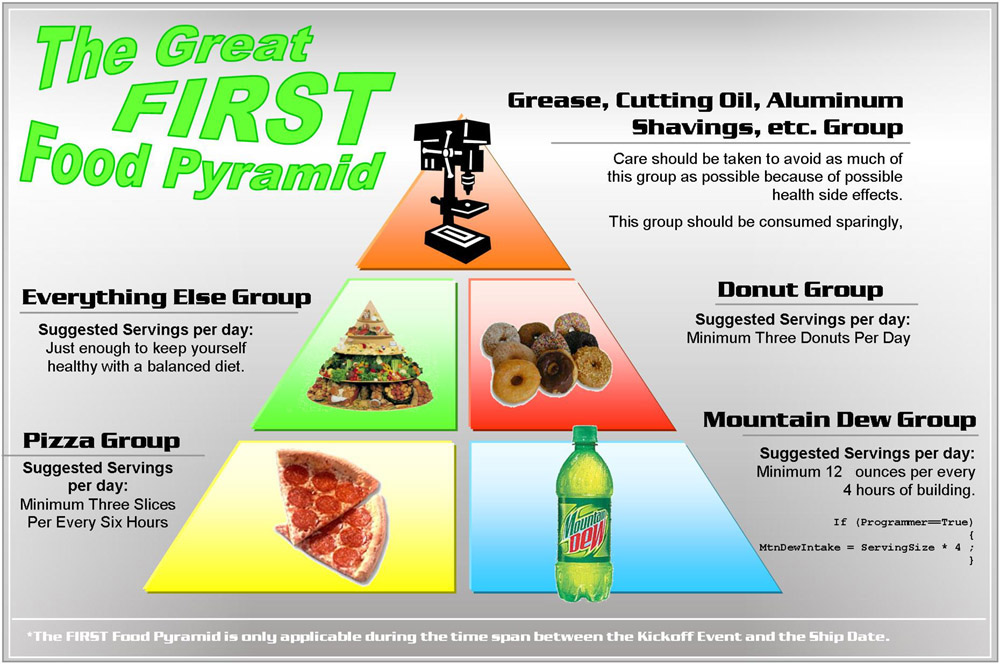 The Great
FIRST
Food Pyramid
Grease, Cutting Oil, Aluminum
Shavings, etc. Group
Care should be taken to avoid as much of
this group as possible because of possible
health side effects.
This group should be consumed sparingly,
Everything Else Group
Suggested Servings per day:
Just enough to keep yourself
healthy with a balanced diet.
Donut Group
Suggested Servings per day:
Minimum Three Donuts Per Day
Pizza Group
Suggested Servings
per day:
Minimum Three Slices
Per Every Six Hours
Mountain Dew Group
Suggested Servings per day:
Minimum 12 ounces per every
4 hours of building.
If (Programmer==True)
{
MtnDewIntake = ServingSize * 4 ;
}
Mountain
Dew
*The FIRST Food Pyramid is only applicable during the time span between the Kickoff Event and the Ship Date.